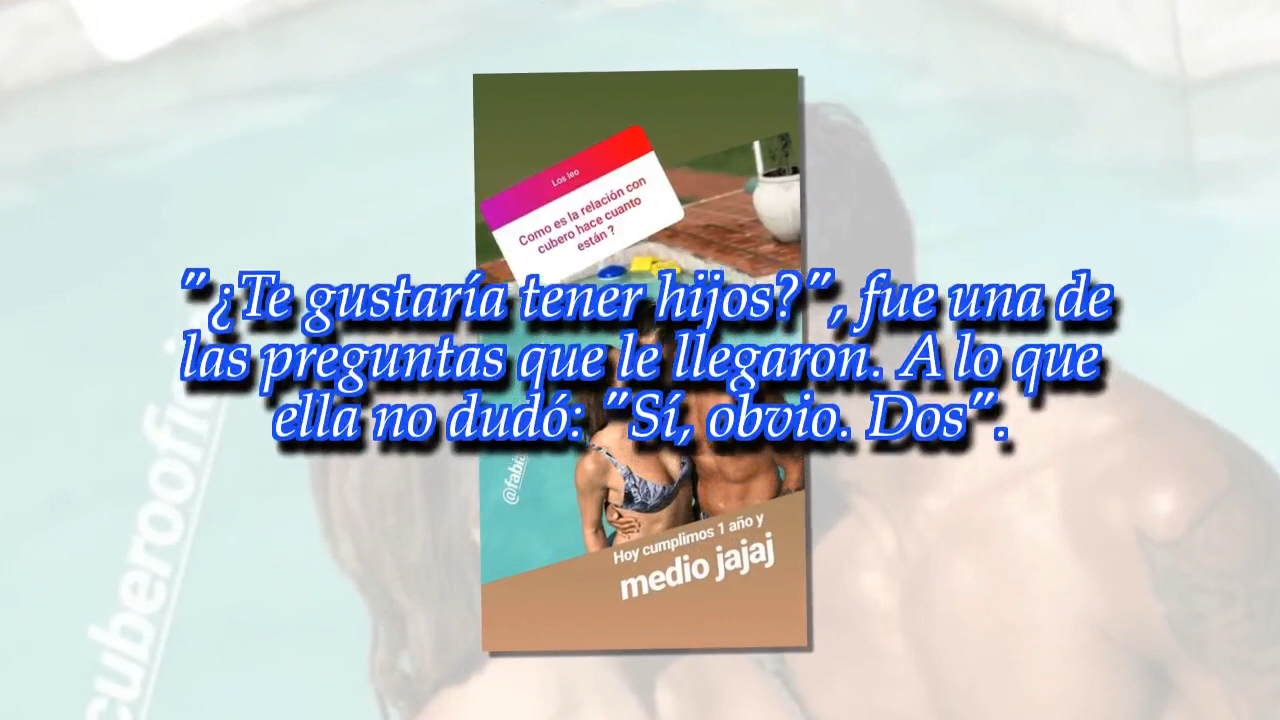 Los leo
Como es la relación con
cubero hace cuanto
están ?
"¿Te gustaría tener hijos?", fue una de
las preguntas que le llegaron. A lo que
ella no dudó: "Sí, obvio. Dos".
Hoy cumplimos 1 año y
medio jajaj